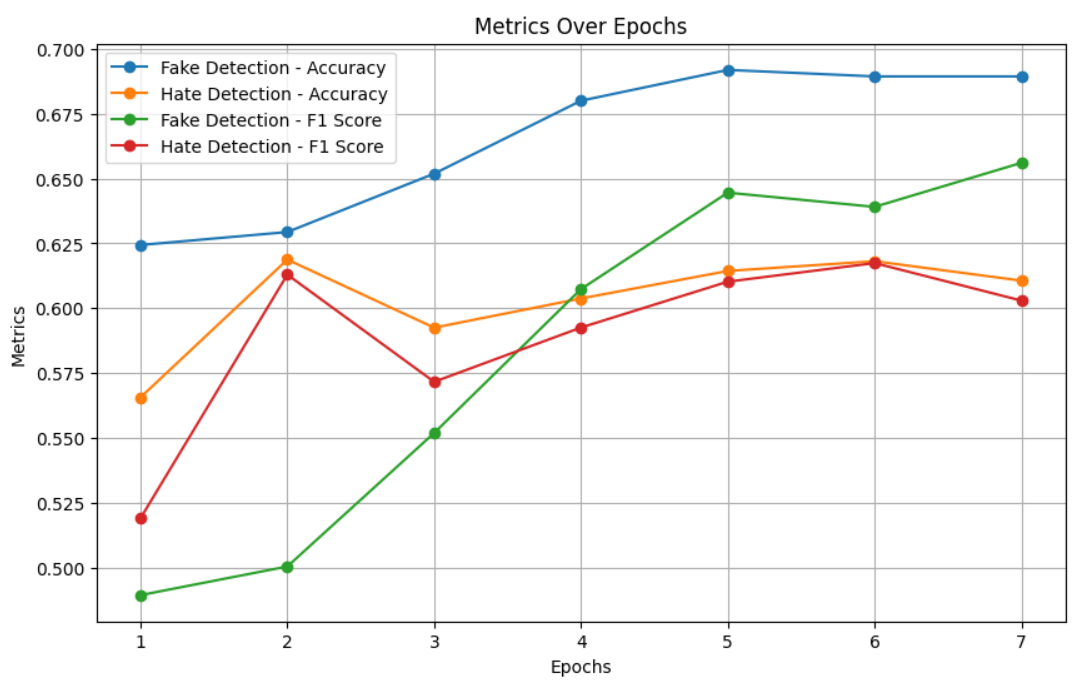 Metrics Over Epochs
0.700
0.675
0.650
0.625
0.600
0.575
0.550
0.525
0.500
Metrics
Fake Detection - Accuracy
Hate Detection - Accuracy
Fake Detection - F1 Score
Hate Detection - F1 Score
1 2 3 4 5 6 7
Epochs